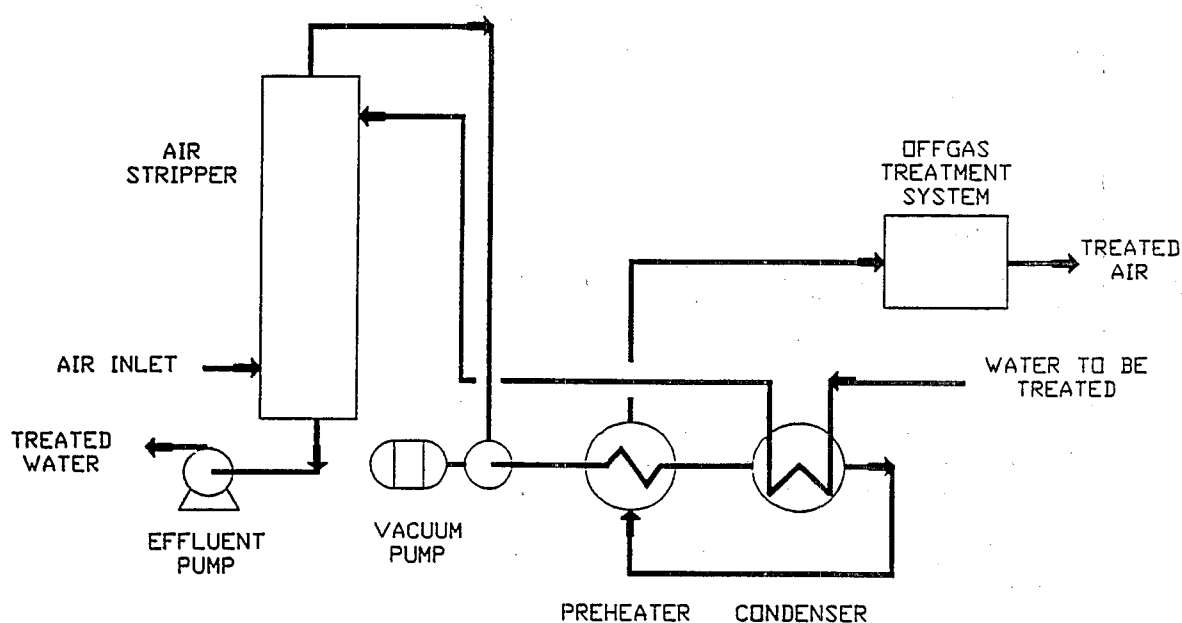 AIR
STRIPPER
OFFGAS
TREATMENT
SYSTEM
TREATED
AIR
AIR INLET
WATER TO BE
TREATED
TREATED
WATER
EFFLUENT
PUMP
VACUUM
PUMP
PREHEATER
CONDENSER